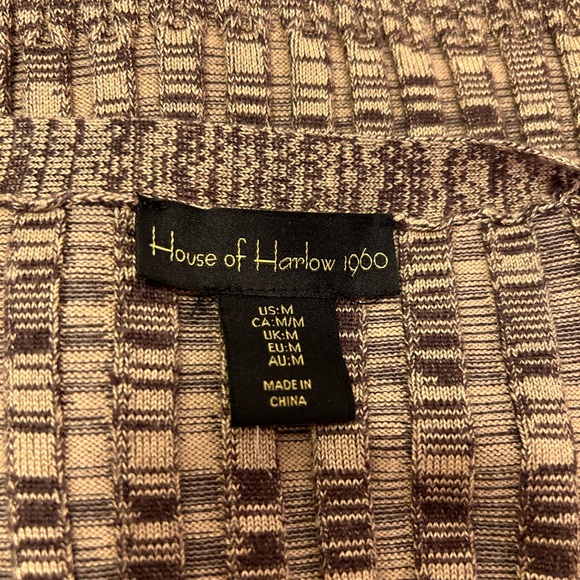 House of Harlow 1960
US:M
CA:M/M
UK:M
EU:M
AU:M
MADE IN
CHINA